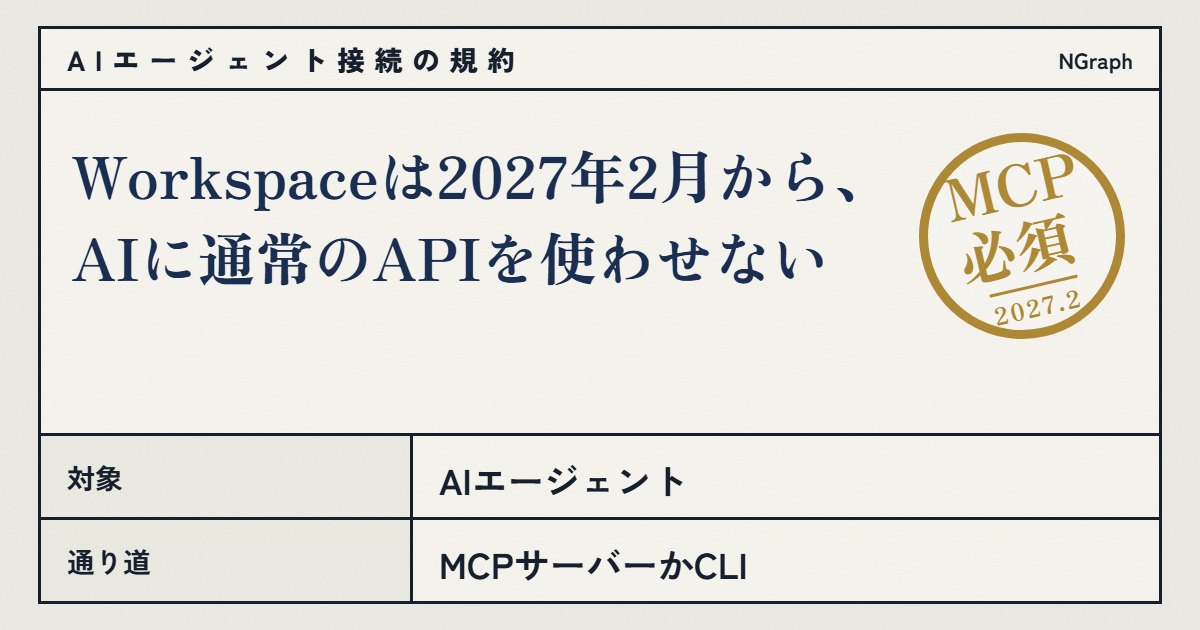 AIエージェント接続の規約
NGraph
Workspaceは2027年2月から、
AIに通常のAPIを使わせない
MCP
必須
2027.2
対象
AIエージェント
通り道
MCPサーバーかCLI